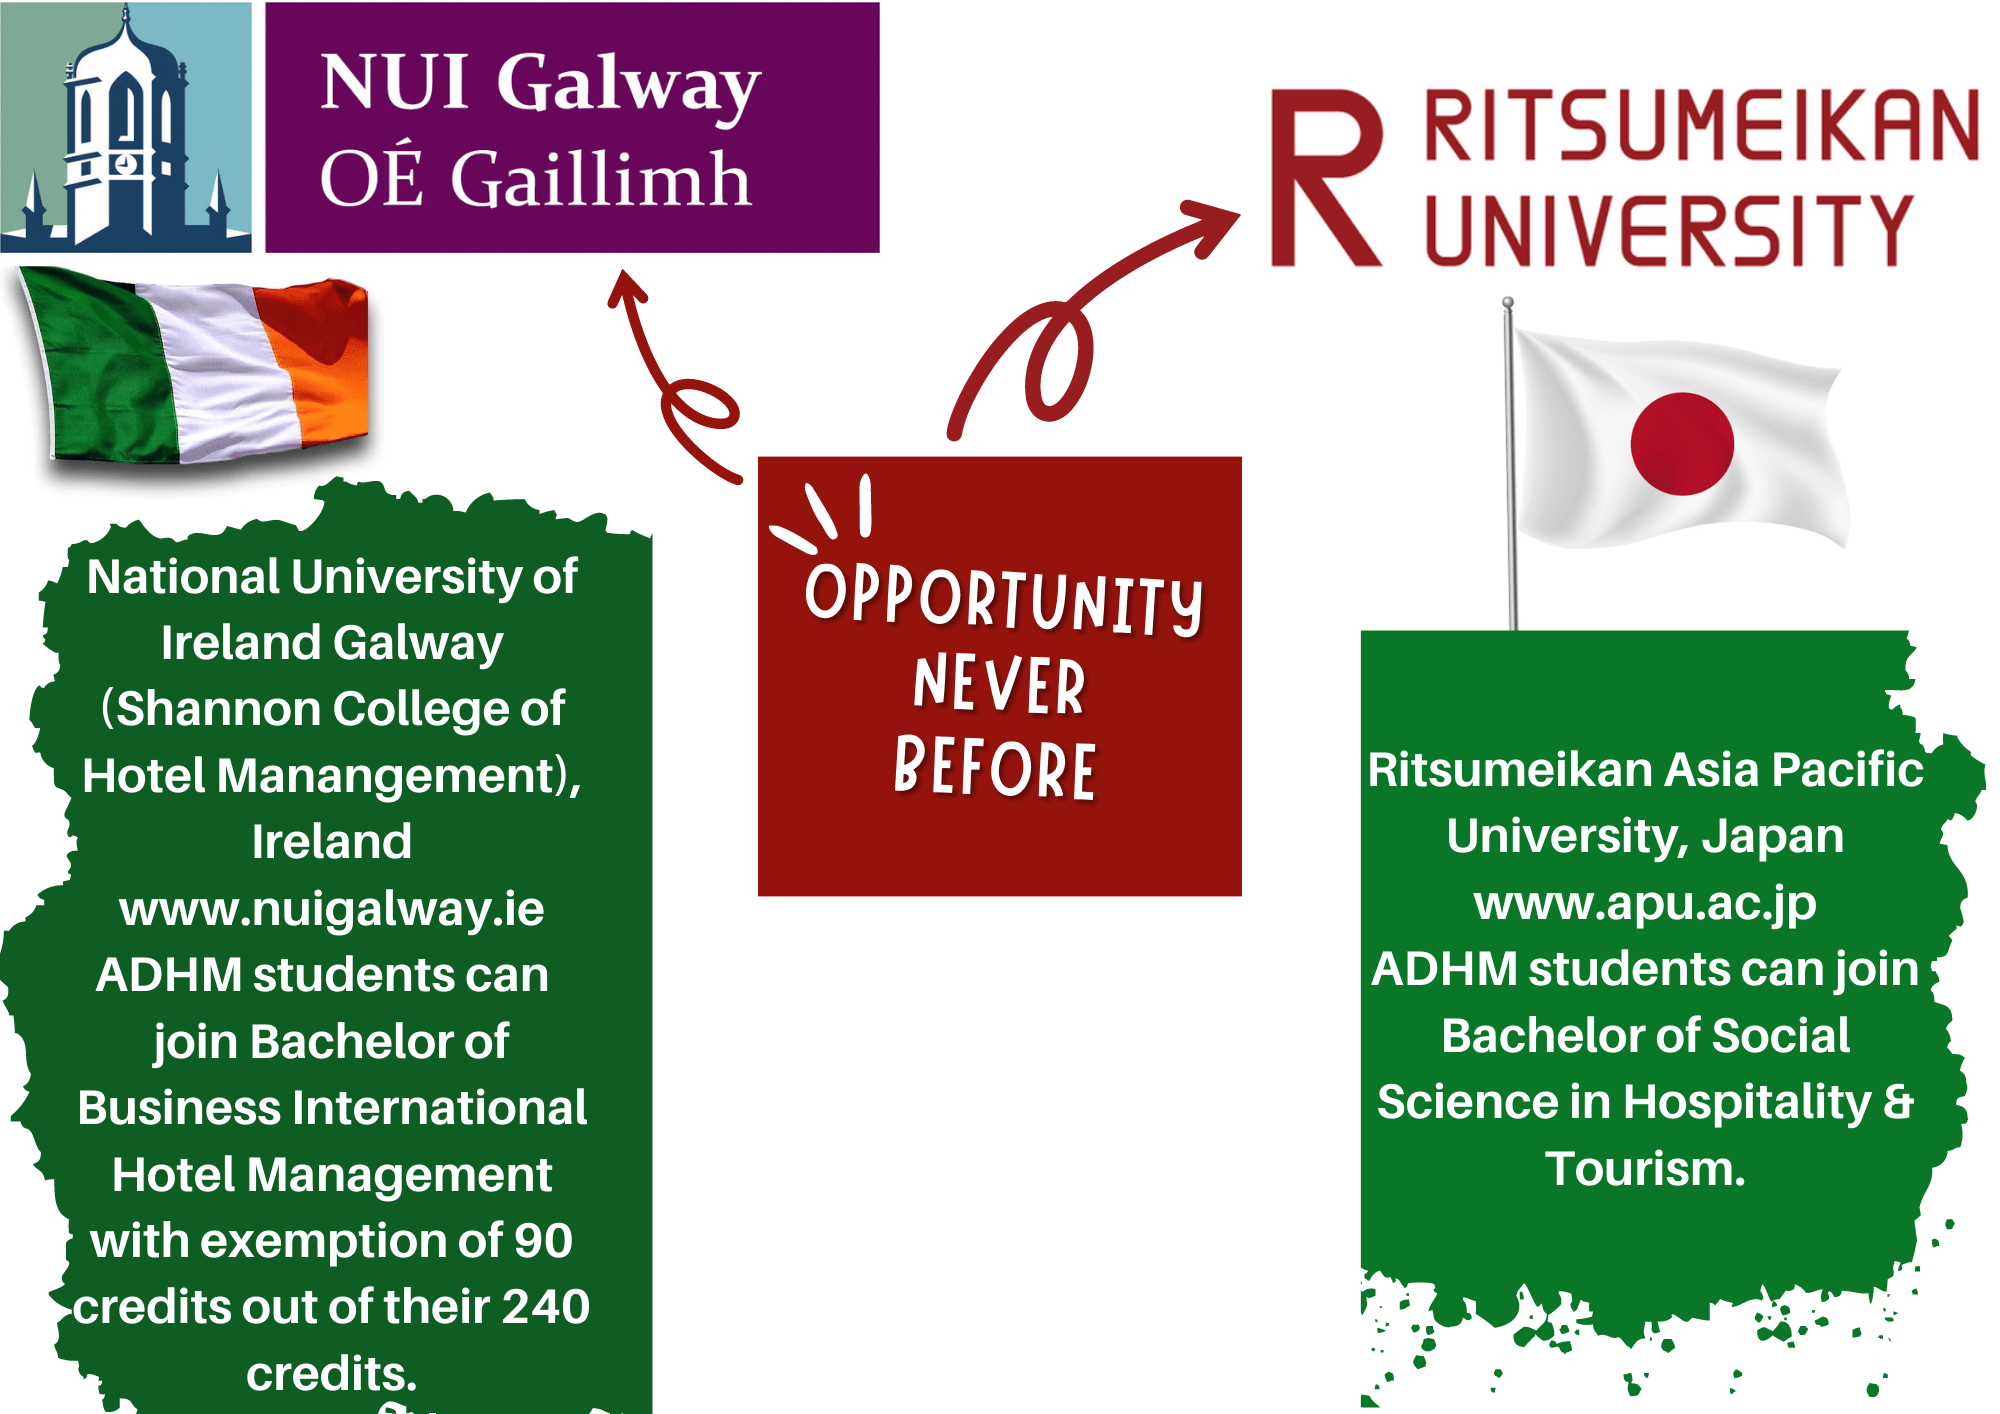 NUI Galway
OÉ Gaillimh
R RITSUMEIKAN
UNIVERSITY
OPPORTUNITY
NEVER
BEFORE
National University of
Ireland Galway
(Shannon College of
Hotel Manangement),
Ireland
www.nuigalway.ie
ADHM students can
join Bachelor of
Business International
Hotel Management
with exemption of 90
credits out of their 240
credits.
Ritsumeikan Asia Pacific
University, Japan
www.apu.ac.jp
ADHM students can join
Bachelor of Social
Science in Hospitality &
Tourism.